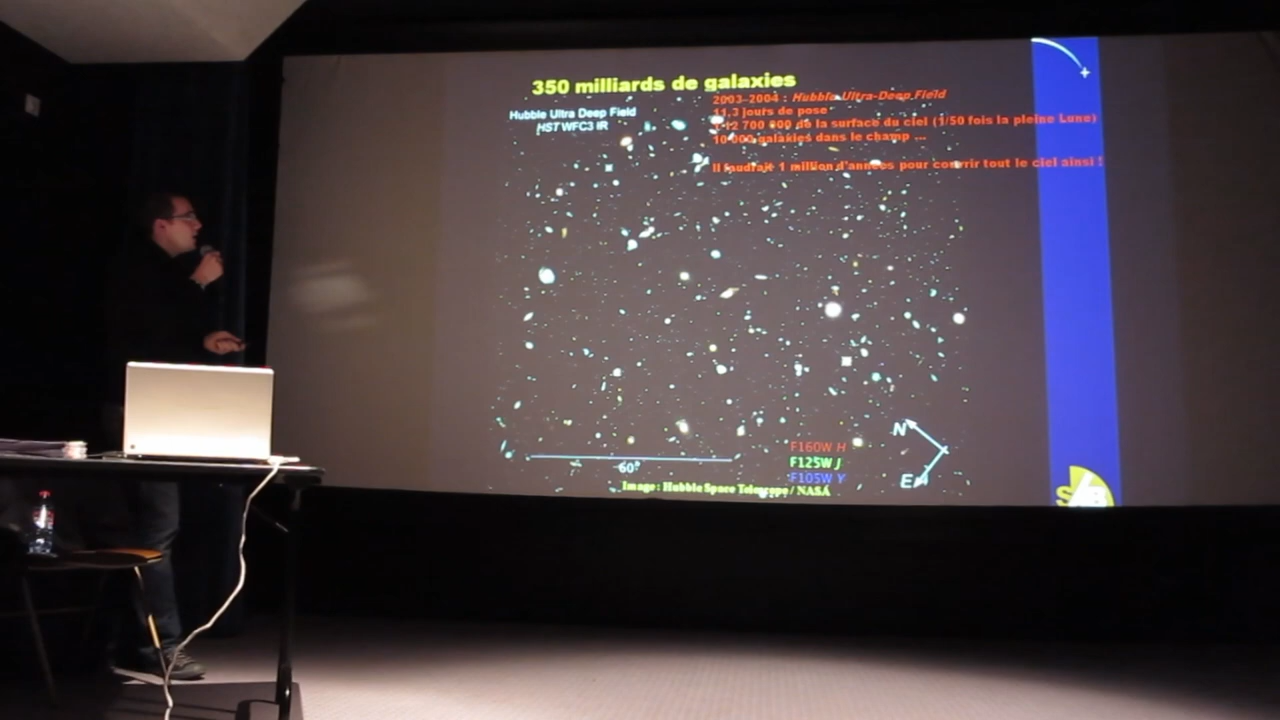 350 milliards de galaxies
2003-2004 : Hubble Ultra-Deep Field
Hubble Ultra Deep Field
HST WFC3 IR
11,3 jours de pose
700 000 de la surface du ciel (1/50 fois la pleine Lune)
10 000 galaxies dans le champ ...
Il faudrait 1 million d'années pour couvrir tout le ciel ainsi !
N
E
F160W H
F125W J
F105W Y
60"
Image : Hubble Space Telescope / NASA